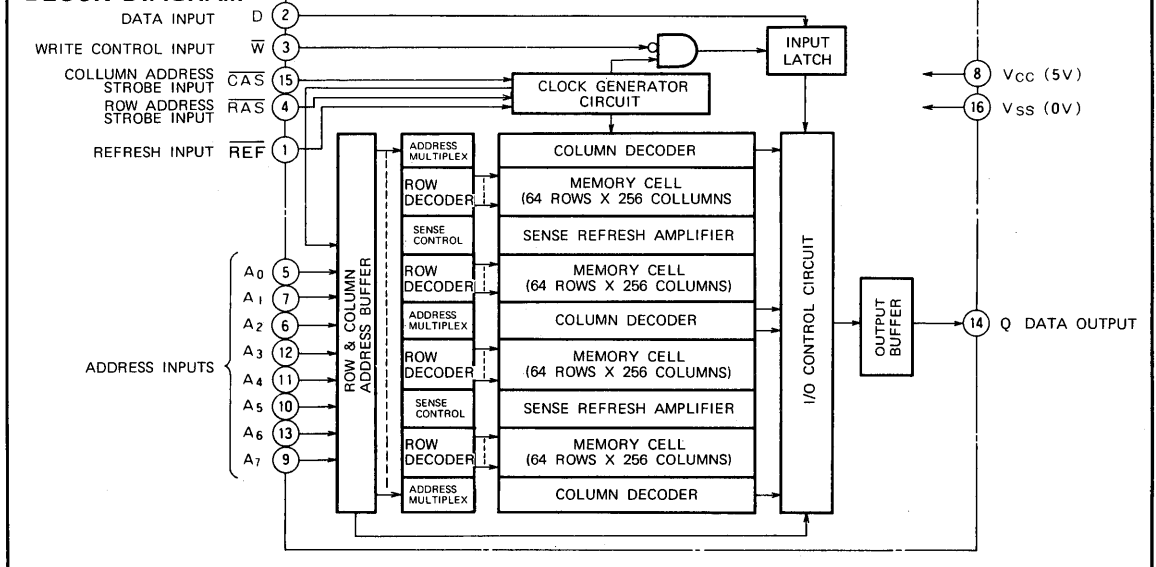 BLOCK DIAGRAM
DATA INPUT D 2
WRITE CONTROL INPUT W 3
COLLUMN ADDRESS
STROBE INPUT CAS 15
ROW ADDRESS
STROBE INPUT RAS 4
REFRESH INPUT REF 1
ADDRESS INPUTS
A0 5
A1 7
A2 6
A3 12
A4 11
A5 10
A6 13
A7 9
ROW & COLUMN
ADDRESS BUFFER
CLOCK GENERATOR
CIRCUIT
INPUT
LATCH
8 VCC (5V)
16 VSS (0V)
ADDRESS
MULTIPLEX
COLUMN DECODER
ROW
DECODER
MEMORY CELL
(64 ROWS X 256 COLLUMNS
SENSE
CONTROL
SENSE REFRESH AMPLIFIER
ROW
DECODER
MEMORY CELL
(64 ROWS X 256 COLUMNS)
ADDRESS
MULTIPLEX
COLUMN DECODER
ROW
DECODER
MEMORY CELL
(64 ROWS X 256 COLUMNS)
SENSE
CONTROL
SENSE REFRESH AMPLIFIER
ROW
DECODER
MEMORY CELL
(64 ROWS X 256 COLUMNS)
ADDRESS
MULTIPLEX
COLUMN DECODER
I/O CONTROL CIRCUIT
OUTPUT
BUFFER
14 Q DATA OUTPUT